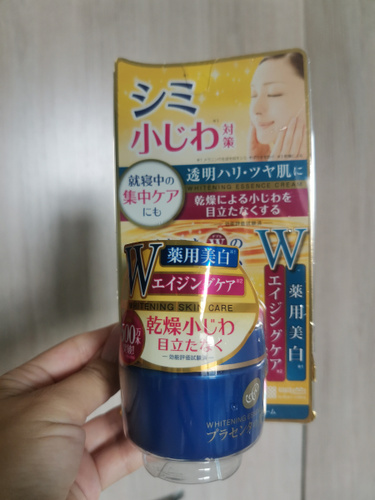 シミ
小じわ対策
就寝中の
集中ケア
にも
透明ハリ・ツヤ肌に
WHITENING ESSENCE CREAM
乾燥による小じわを
目立たなくする
W
薬用美白
エイジングケア
WHITENING SKIN CARE
乾燥小じわ
目立たなく
W
薬用美白
エイジングケア
WHITENING
プラセン